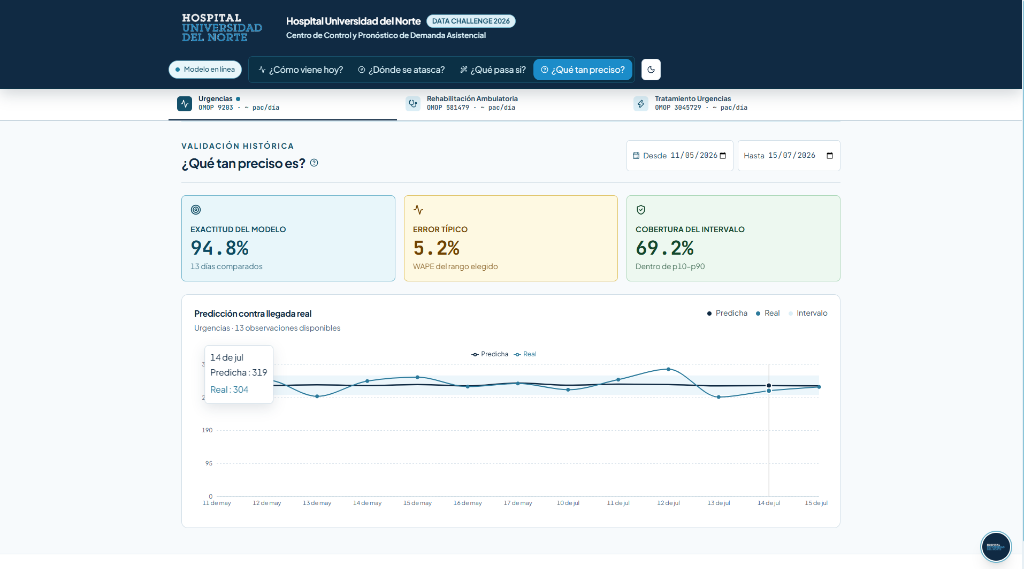 HOSPITAL
UNIVERSIDAD
DEL NORTE
Hospital Universidad del Norte DATA CHALLENGE 2026
Centro de Control y Pronóstico de Demanda Asistencial
Modelo en línea
¿Cómo viene hoy?
¿Dónde se atasca?
¿Qué pasa si?
¿Qué tan preciso?
Urgencias
OMOP 9203 · – pac/día
Rehabilitación Ambulatoria
OMOP 581479 · – pac/día
Tratamiento Urgencias
OMOP 3045729 · – pac/día
VALIDACIÓN HISTÓRICA
¿Qué tan preciso es?
Desde 11/05/2026
Hasta 15/07/2026
EXACTITUD DEL MODELO
94.8%
13 días comparados
ERROR TÍPICO
5.2%
WAPE del rango elegido
COBERTURA DEL INTERVALO
69.2%
Dentro de p10–p90
Predicción contra llegada real
Urgencias · 13 observaciones disponibles
Predicha Real Intervalo
Predicha Real
14 de jul
Predicha : 319
Real : 304
190
95
0
11 de may 12 de may 13 de may 14 de may 15 de may 16 de may 17 de may 10 de jul 11 de jul 12 de jul 13 de jul 14 de jul 15 de jul